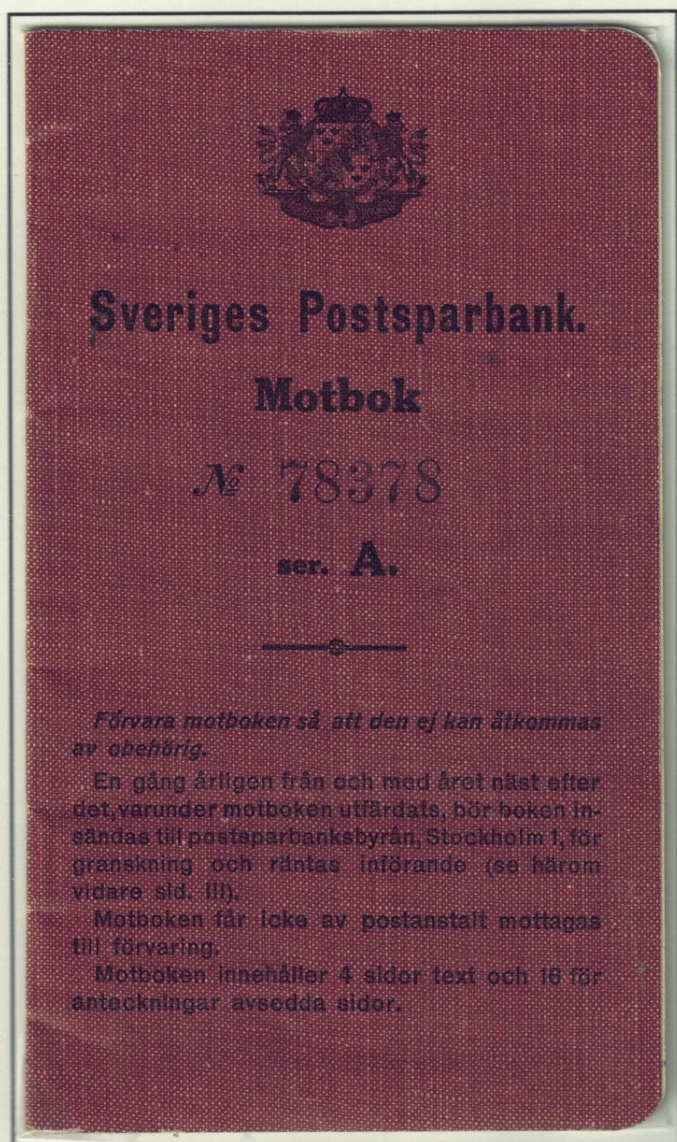 Sveriges Postsparbank.
Motbok
№ 78378
ser. A.
Förvara motboken så att den ej kan åtkommas
av obehörig.
En gång årligen från och med året näst efter
det, varunder motboken utfärdats, bör boken in-
sändas till postsparbanksbyrån, Stockholm 1, för
granskning och räntas införande (se härom
vidare sid. III).
Motboken får icke av postanstalt mottagas
till förvaring.
Motboken innehåller 4 sidor text och 16 för
anteckningar avsedda sidor.